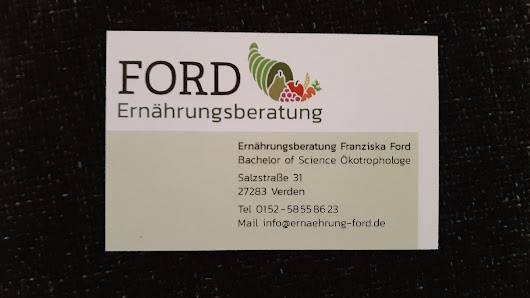 FORD
Ernährungsberatung
Ernährungsberatung Franziska Ford
Bachelor of Science Ökotrophologe
Salzstraße 31
27283 Verden
Tel 0152-58558623
Mail info@ernaehrung-ford.de